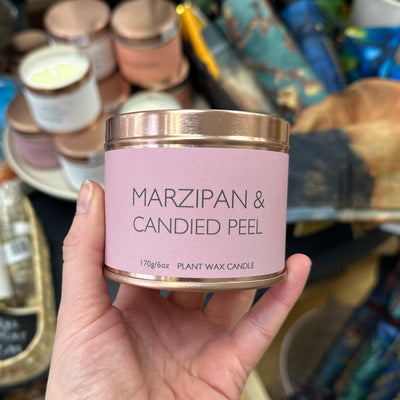 MARZIPAN &
CANDIED PEEL
170g/6oz PLANT WAX CANDLE